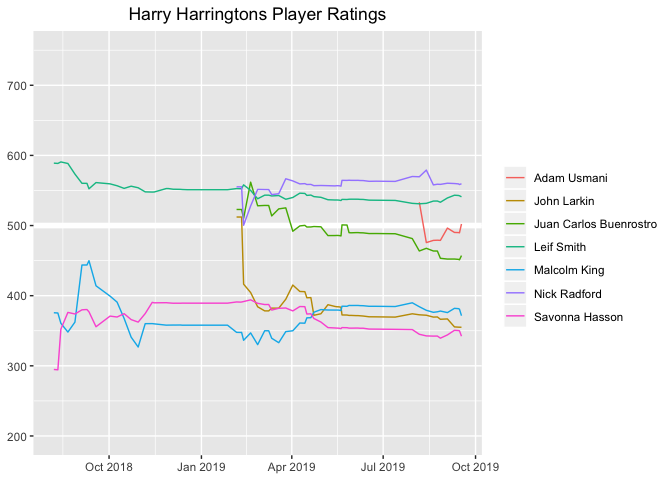 Harry Harringtons Player Ratings
700
600
500
400
300
200
Oct 2018
Jan 2019
Apr 2019
Jul 2019
Oct 2019
Adam Usmani
John Larkin
Juan Carlos Buenrostro
Leif Smith
Malcolm King
Nick Radford
Savonna Hasson